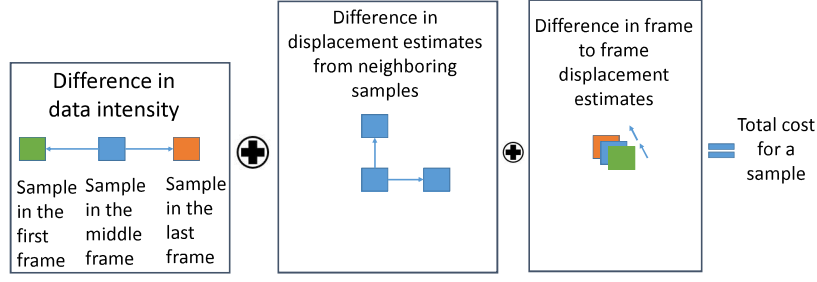 Difference in
data intensity
Sample
in the
first
frame
Sample
in the
middle
frame
Sample
in the
last
frame
Difference in
displacement estimates
from neighboring
samples
Difference in frame
to frame
displacement
estimates
Total cost
for a
sample